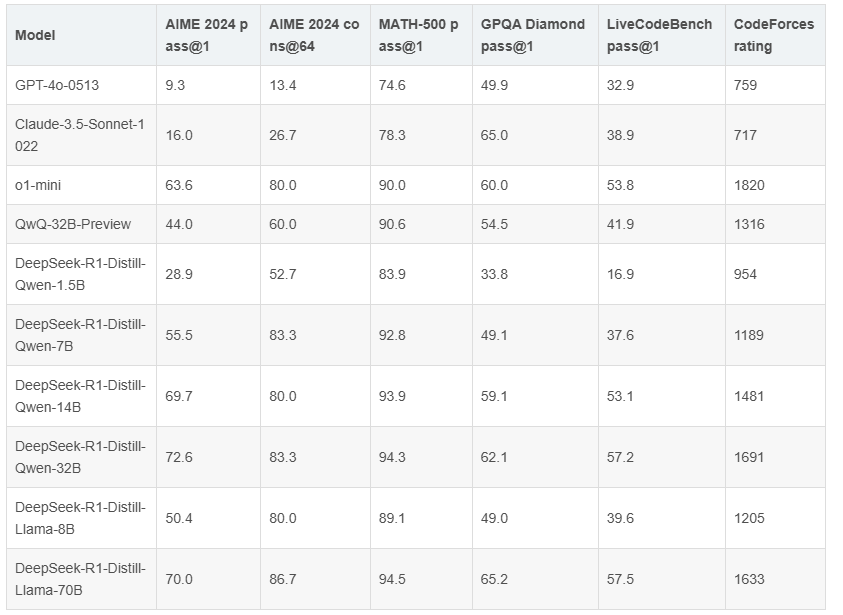 Model AIME 2024 p AIME 2024 co MATH-500 p GPQA Diamond LiveCodeBench CodeForces
ass@1 ns@64 ass@1 pass@1 pass@1 rating
GPT-4o-0513 9.3 13.4 74.6 49.9 32.9 759
Claude-3.5-Sonnet-1
022 16.0 26.7 78.3 65.0 38.9 717
o1-mini 63.6 80.0 90.0 60.0 53.8 1820
QwQ-32B-Preview 44.0 60.0 90.6 54.5 41.9 1316
DeepSeek-R1-Distill-
Qwen-1.5B 28.9 52.7 83.9 33.8 16.9 954
DeepSeek-R1-Distill-
Qwen-7B 55.5 83.3 92.8 49.1 37.6 1189
DeepSeek-R1-Distill-
Qwen-14B 69.7 80.0 93.9 59.1 53.1 1481
DeepSeek-R1-Distill-
Qwen-32B 72.6 83.3 94.3 62.1 57.2 1691
DeepSeek-R1-Distill-
Llama-8B 50.4 80.0 89.1 49.0 39.6 1205
DeepSeek-R1-Distill-
Llama-70B 70.0 86.7 94.5 65.2 57.5 1633